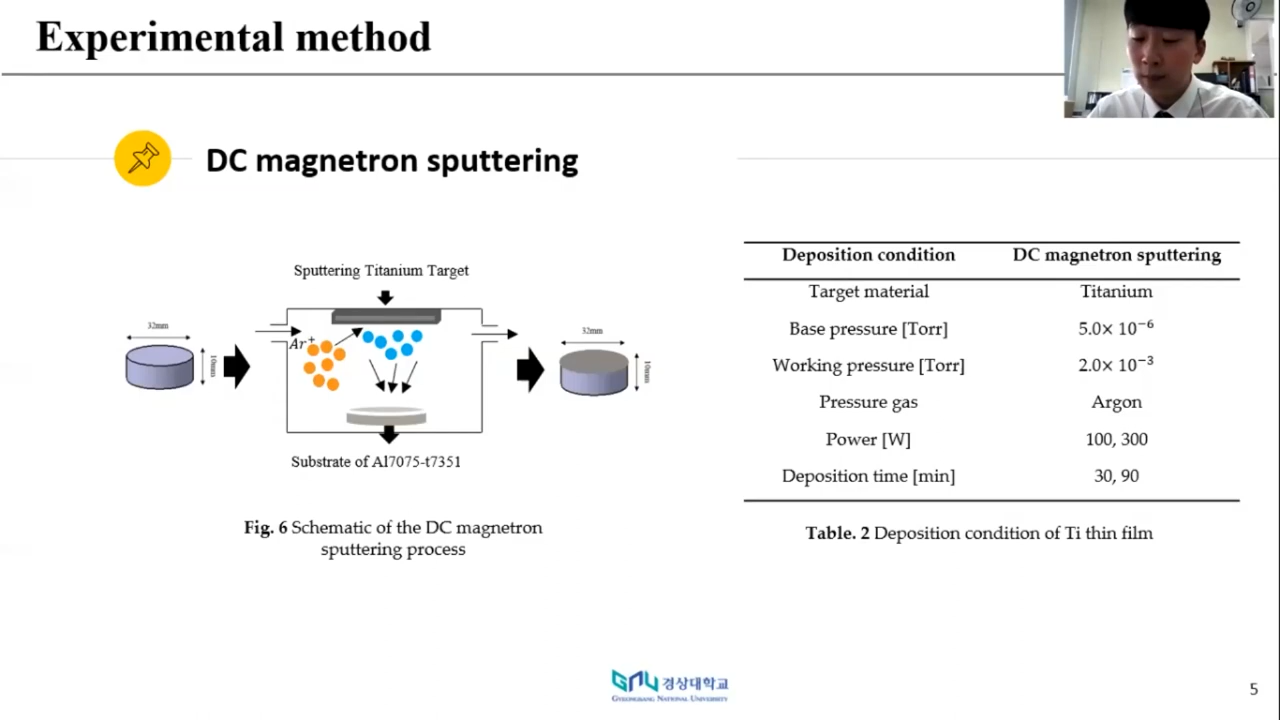 Experimental method
DC magnetron sputtering
Sputtering Titanium Target
32mm
10mm
Ar+
Substrate of Al7075-t7351
32mm
10mm
Fig. 6 Schematic of the DC magnetron
sputtering process
Deposition condition DC magnetron sputtering
Target material Titanium
Base pressure [Torr] 5.0× 10⁻⁶
Working pressure [Torr] 2.0× 10⁻³
Pressure gas Argon
Power [W] 100, 300
Deposition time [min] 30, 90
Table. 2 Deposition condition of Ti thin film
GNU 경상대학교
GYEONGSANG NATIONAL UNIVERSITY
5